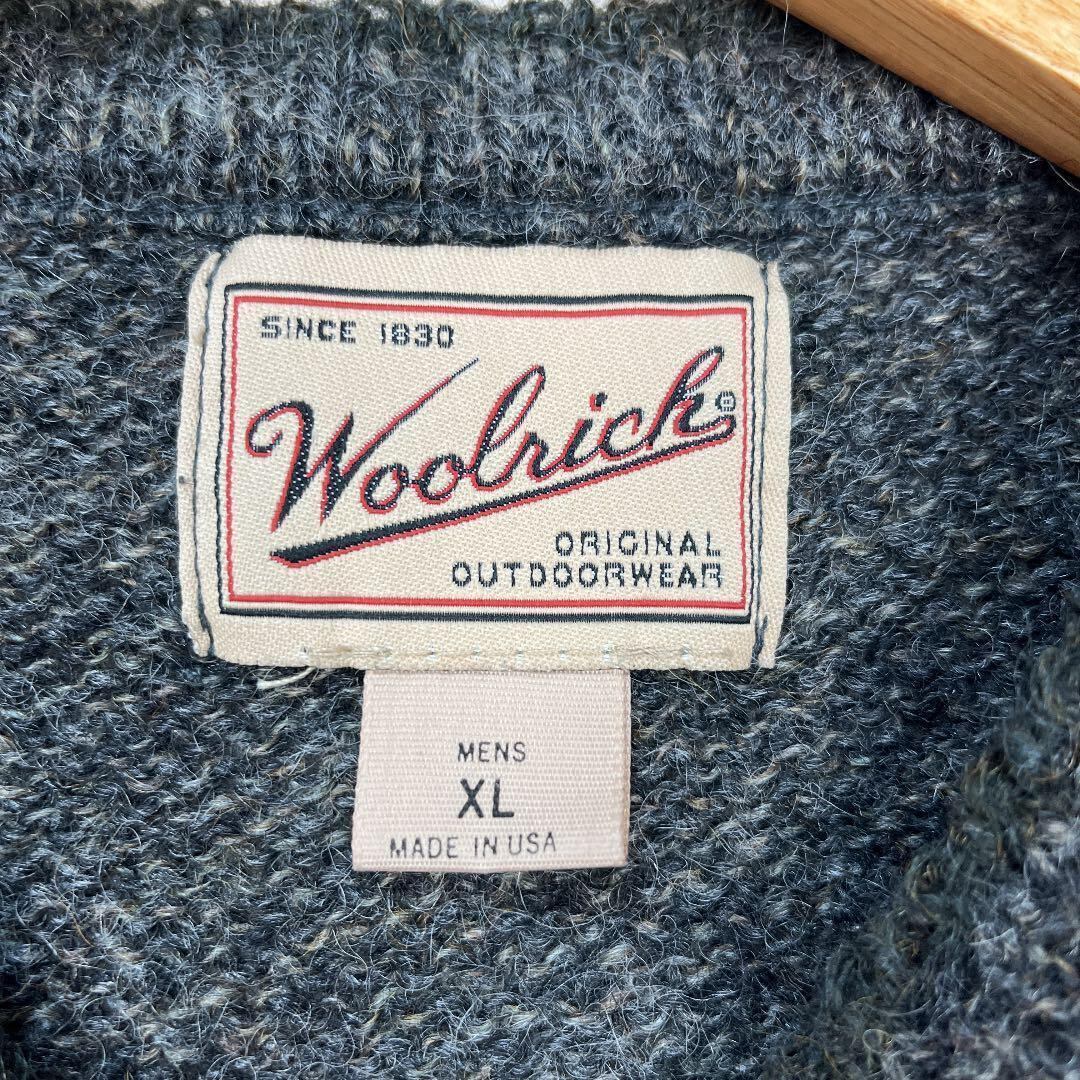 SINCE 1830
Woolrich®
ORIGINAL
OUTDOORWEAR
MENS
XL
MADE IN USA